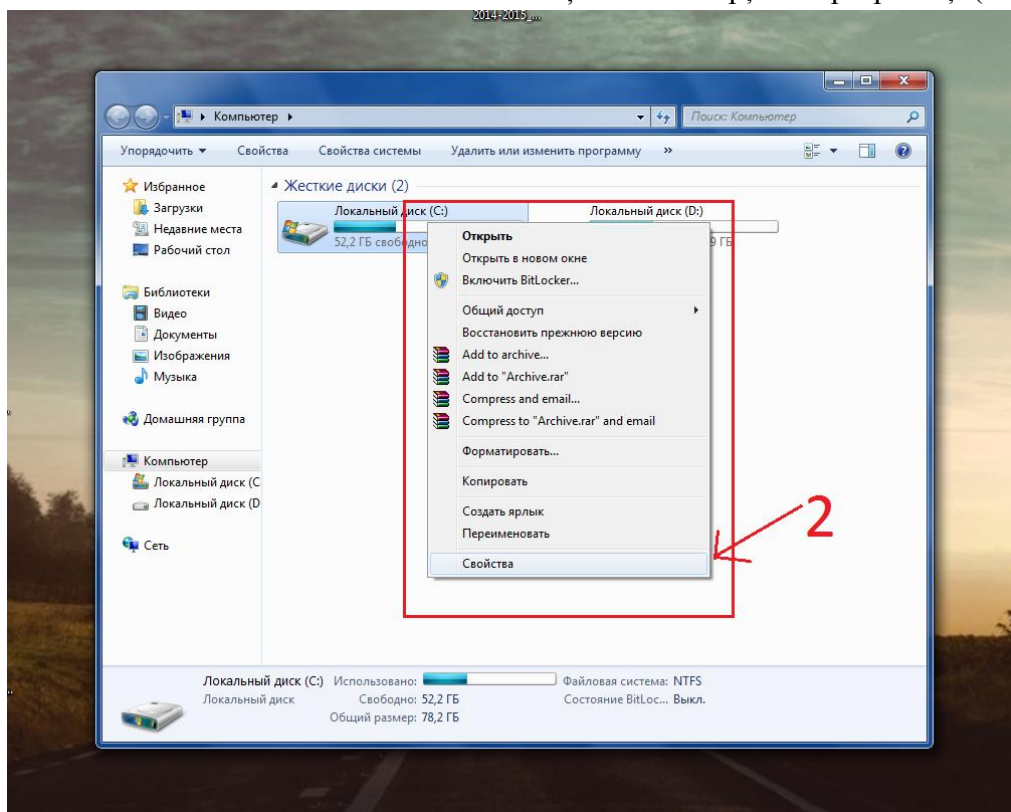 2014-2015_...
Компьютер
Поиск: Компьютер
Упорядочить Свойства Свойства системы Удалить или изменить программу »
Избранное
Загрузки
Недавние места
Рабочий стол
Библиотеки
Видео
Документы
Изображения
Музыка
Домашняя группа
Компьютер
Локальный диск (C
Локальный диск (D
Сеть
Жесткие диски (2)
Локальный диск (C:)
52,2 ГБ свободно
Локальный диск (D:)
9 ГБ
Открыть
Открыть в новом окне
Включить BitLocker...
Общий доступ
Восстановить прежнюю версию
Add to archive...
Add to "Archive.rar"
Compress and email...
Compress to "Archive.rar" and email
Форматировать...
Копировать
Создать ярлык
Переименовать
Свойства
2
Локальный диск (C:) Использовано: Файловая система: NTFS
Локальный диск Свободно: 52,2 ГБ Состояние BitLoc... Выкл.
Общий размер: 78,2 ГБ